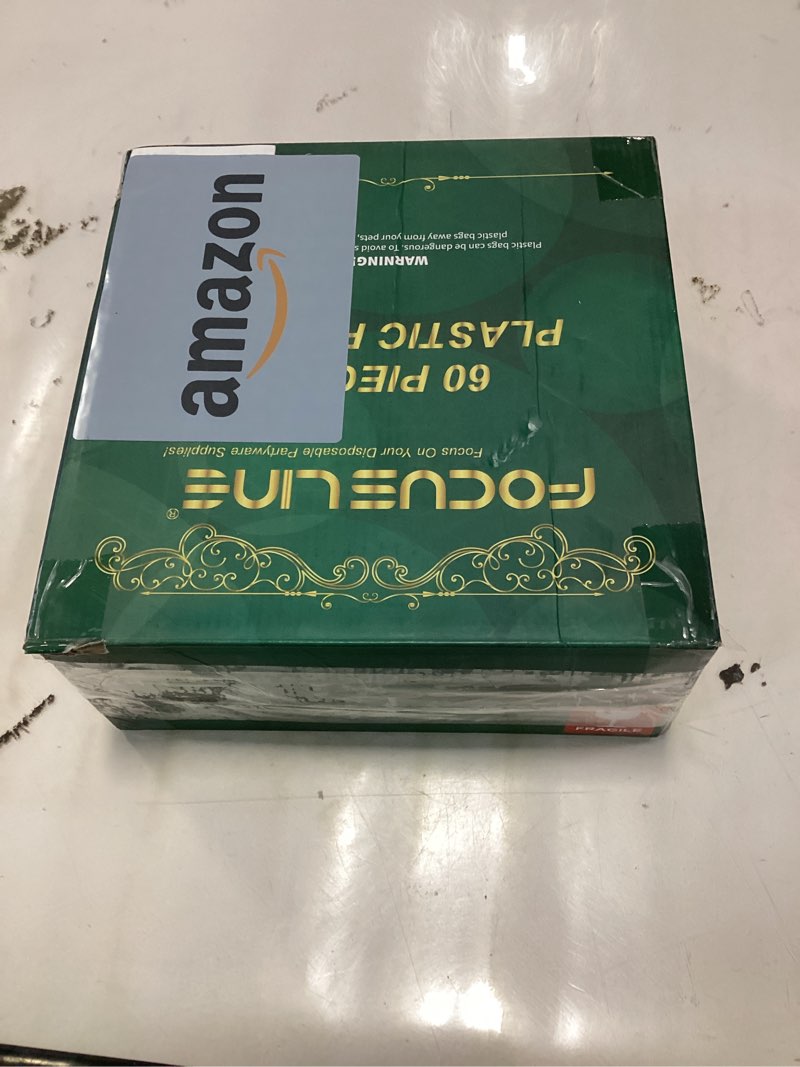 amazon
FOCUSLINE®
Focus On Your Disposable Partyware Supplies!
60 PIEC
PLASTIC
WARNING!
Plastic bags can be dangerous. To avoid
plastic bags away from your pets,
FRAGILE